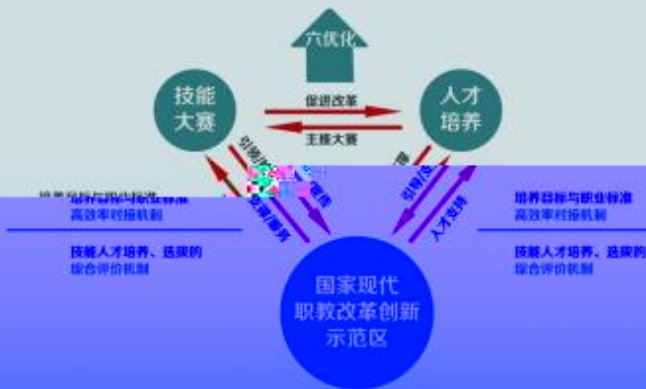 六优化
技能
大赛
促进改革
主推大赛
人才
培养
人才支持
培养目标与职业标准
高效率对接机制
技能人才培养、选拔的
综合评价机制
培养目标与职业标准
高效率对接机制
技能人才培养、选拔的
综合评价机制
国家现代
职教改革创新
示范区